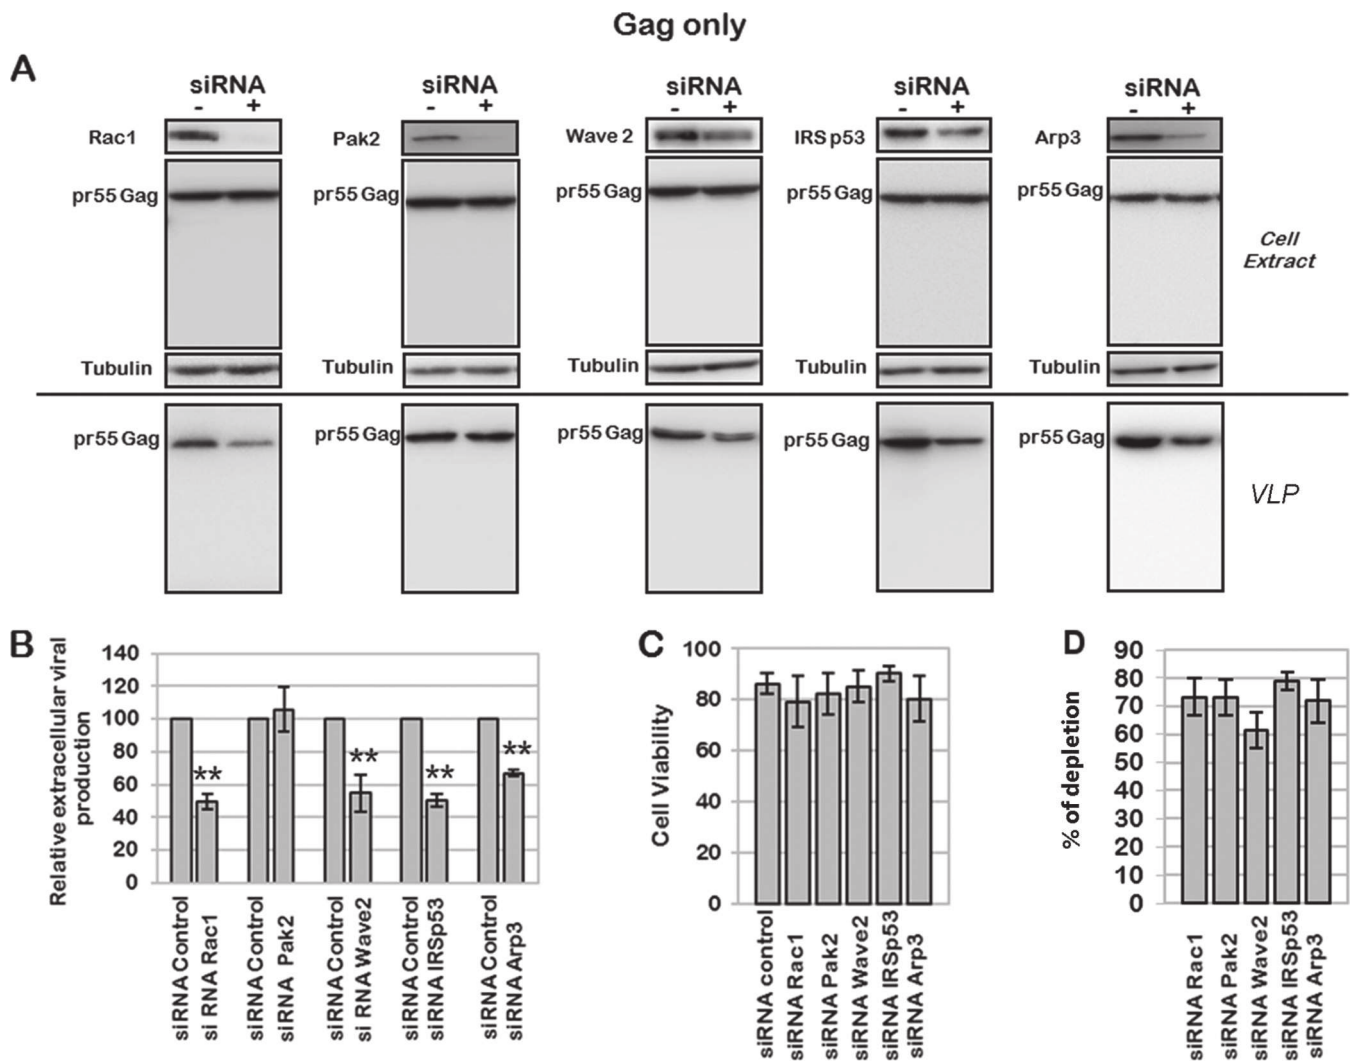 Gag only
A
siRNA siRNA siRNA siRNA siRNA
- + - + - + - + - +
Rac1 Pak2 Wave 2 IRSp53 Arp3
pr55 Gag pr55 Gag pr55 Gag pr55 Gag pr55 Gag
Cell
Extract
Tubulin Tubulin Tubulin Tubulin Tubulin
pr55 Gag pr55 Gag pr55 Gag pr55 Gag pr55 Gag
VLP
B
Relative extracellular viral
production
140
120
100
80
60
40
20
0
** ** ** **
siRNA Control
si RNA Rac1
siRNA Control
siRNA Pak2
siRNA Control
si RNA Wave2
siRNA Control
siRNA IRSp53
siRNA Control
siRNA Arp3
C
Cell Viability
100
80
60
40
20
0
siRNA control
siRNA Rac1
siRNA Pak2
siRNA Wave2
siRNA IRSp53
siRNA Arp3
D
% of depletion
90
80
70
60
50
40
30
20
10
0
siRNA Rac1
siRNA Pak2
siRNA Wave2
siRNA IRSp53
siRNA Arp3